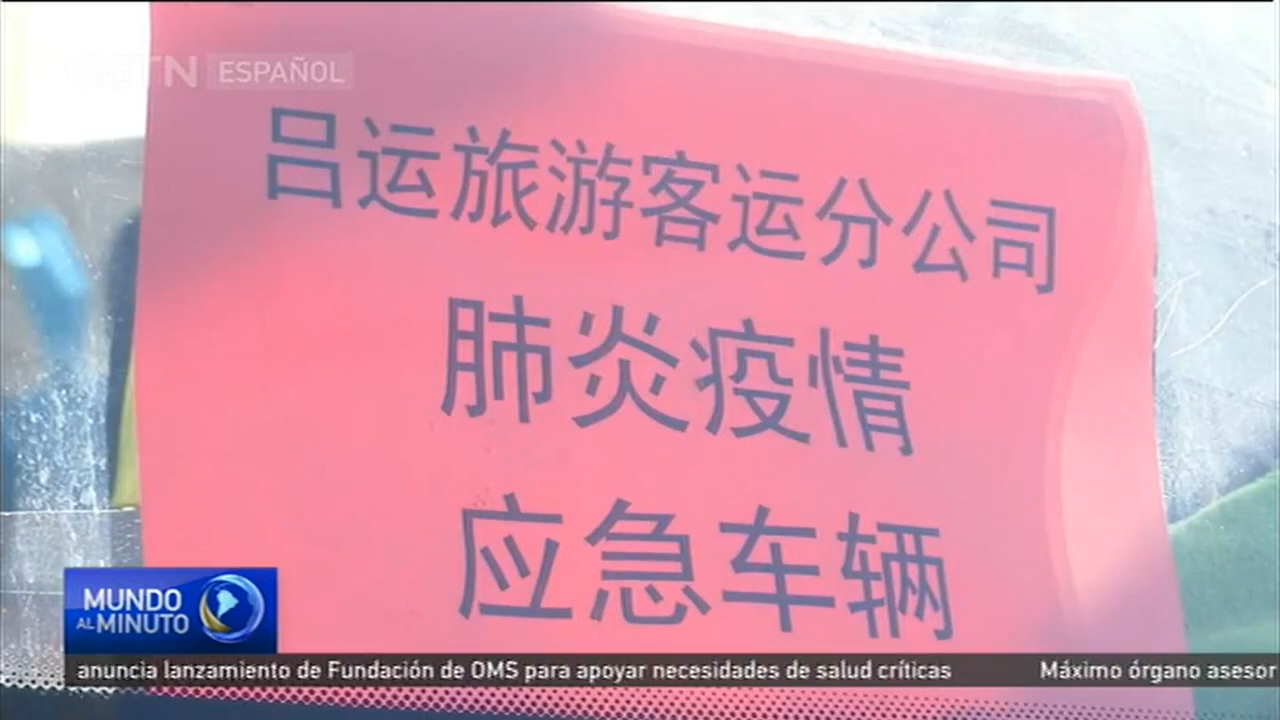 CGTN ESPAÑOL
吕运旅游客运分公司
肺炎疫情
应急车辆
MUNDO
AL MINUTO
anuncia lanzamiento de Fundación de OMS para apoyar necesidades de salud críticas Máximo órgano asesor